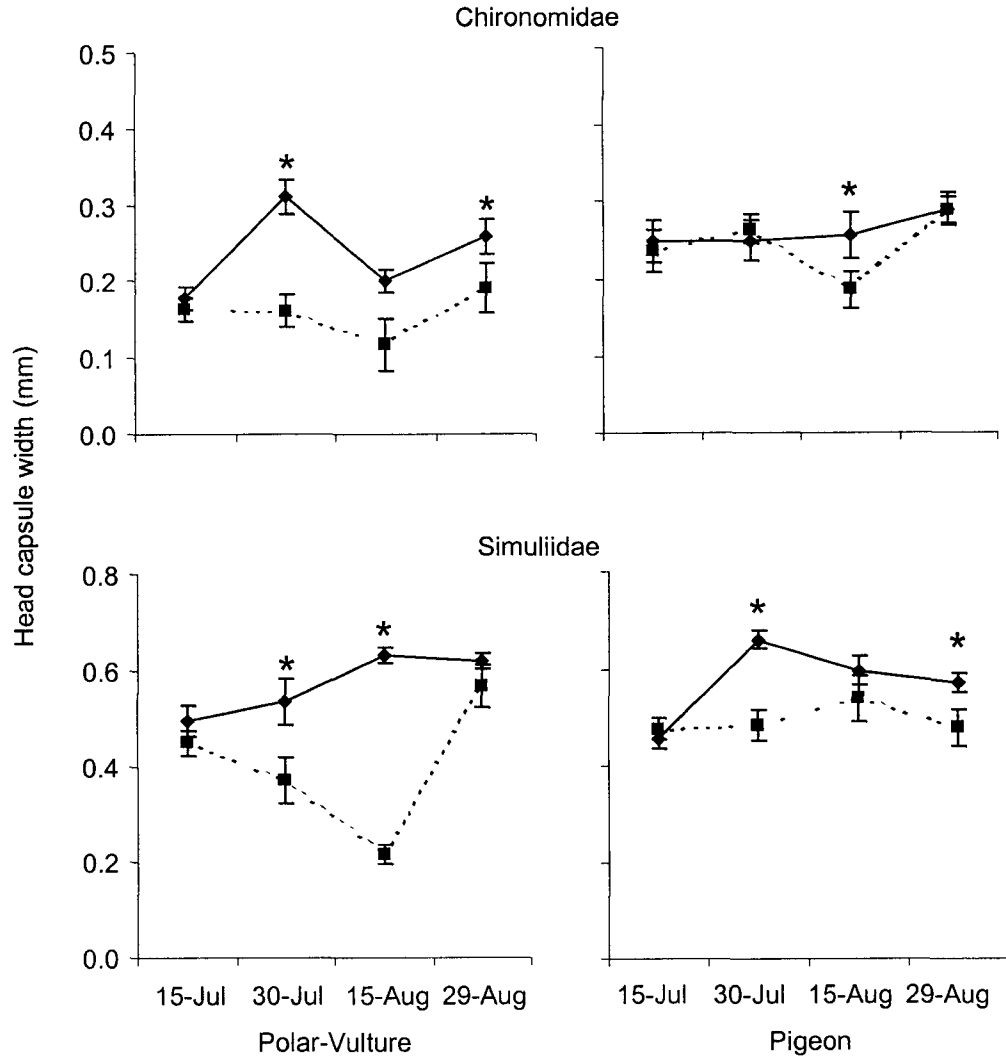 Chironomidae
0.5
0.4
0.3
0.2
0.1
0.0
*
*
*
Head capsule width (mm)
Simuliidae
0.8
0.6
0.4
0.2
0.0
*
*
*
*
15-Jul 30-Jul 15-Aug 29-Aug
15-Jul 30-Jul 15-Aug 29-Aug
Polar-Vulture
Pigeon